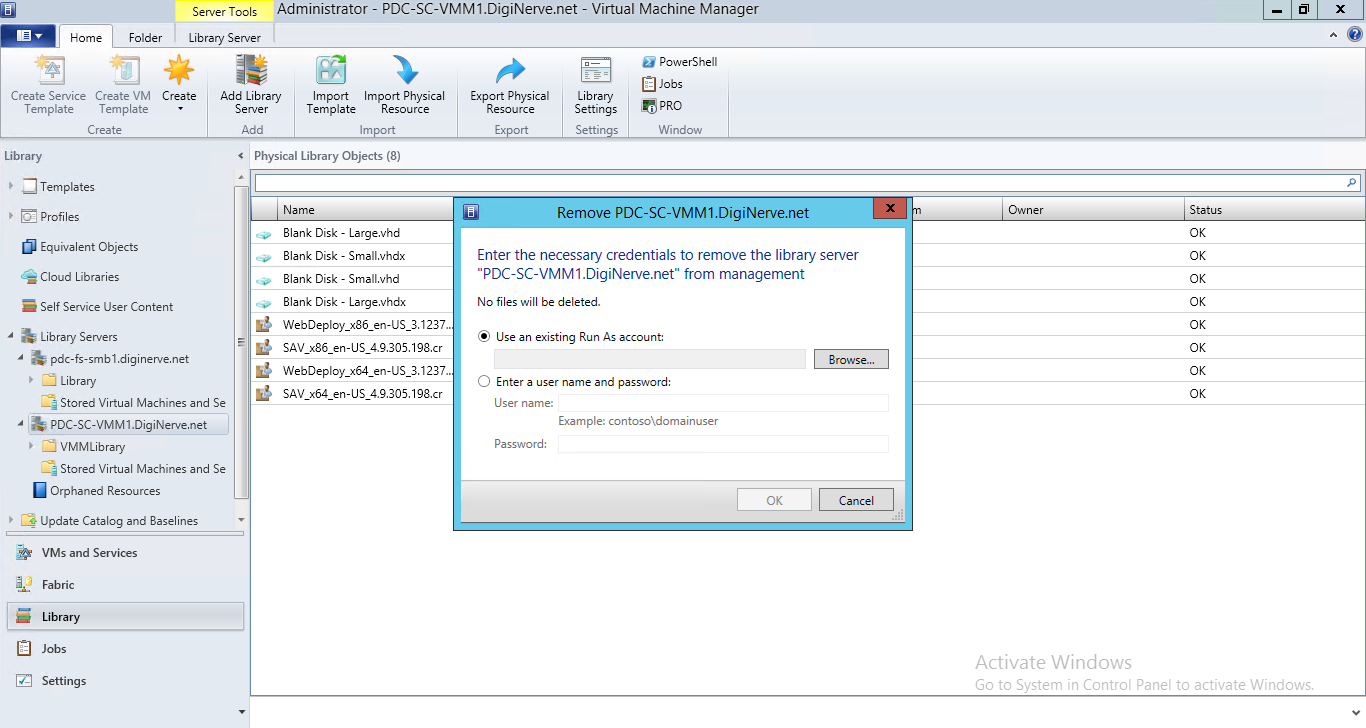 Server Tools
Administrator - PDC-SC-VMM1.DigiNerve.net - Virtual Machine Manager
Home
Folder
Library Server
Create Service Template
Create VM Template
Create
Create
Add Library Server
Add
Import Template
Import Physical Resource
Import
Export Physical Resource
Export
Library Settings
Settings
PowerShell
Jobs
PRO
Window
Library
Templates
Profiles
Equivalent Objects
Cloud Libraries
Self Service User Content
Library Servers
pdc-fs-smb1.diginerve.net
Library
Stored Virtual Machines and Se
PDC-SC-VMM1.DigiNerve.net
VMMLibrary
Stored Virtual Machines and Se
Orphaned Resources
Update Catalog and Baselines
VMs and Services
Fabric
Library
Jobs
Settings
Physical Library Objects (8)
Name
m
Owner
Status
Blank Disk - Large.vhd
OK
Blank Disk - Small.vhdx
OK
Blank Disk - Small.vhd
OK
Blank Disk - Large.vhdx
OK
WebDeploy_x86_en-US_3.1237...
OK
SAV_x86_en-US_4.9.305.198.cr
OK
WebDeploy_x64_en-US_3.1237...
OK
SAV_x64_en-US_4.9.305.198.cr
OK
Remove PDC-SC-VMM1.DigiNerve.net
Enter the necessary credentials to remove the library server
"PDC-SC-VMM1.DigiNerve.net" from management
No files will be deleted.
Use an existing Run As account:
Browse...
Enter a user name and password:
User name:
Example: contoso\domainuser
Password:
OK
Cancel
Activate Windows
Go to System in Control Panel to activate Windows.